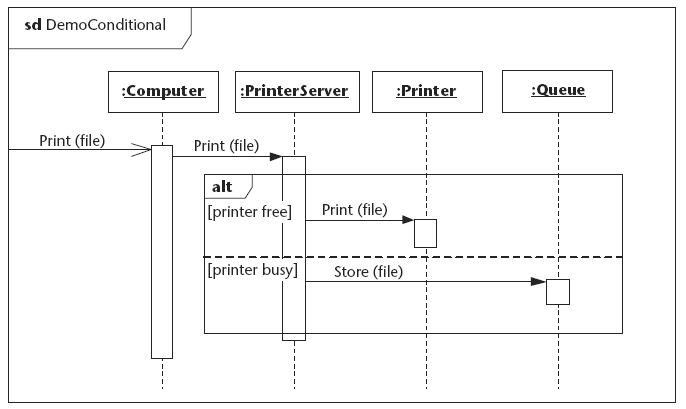 sd DemoConditional
:Computer
:PrinterServer
:Printer
:Queue
Print (file)
Print (file)
alt
[printer free]
Print (file)
[printer busy]
Store (file)